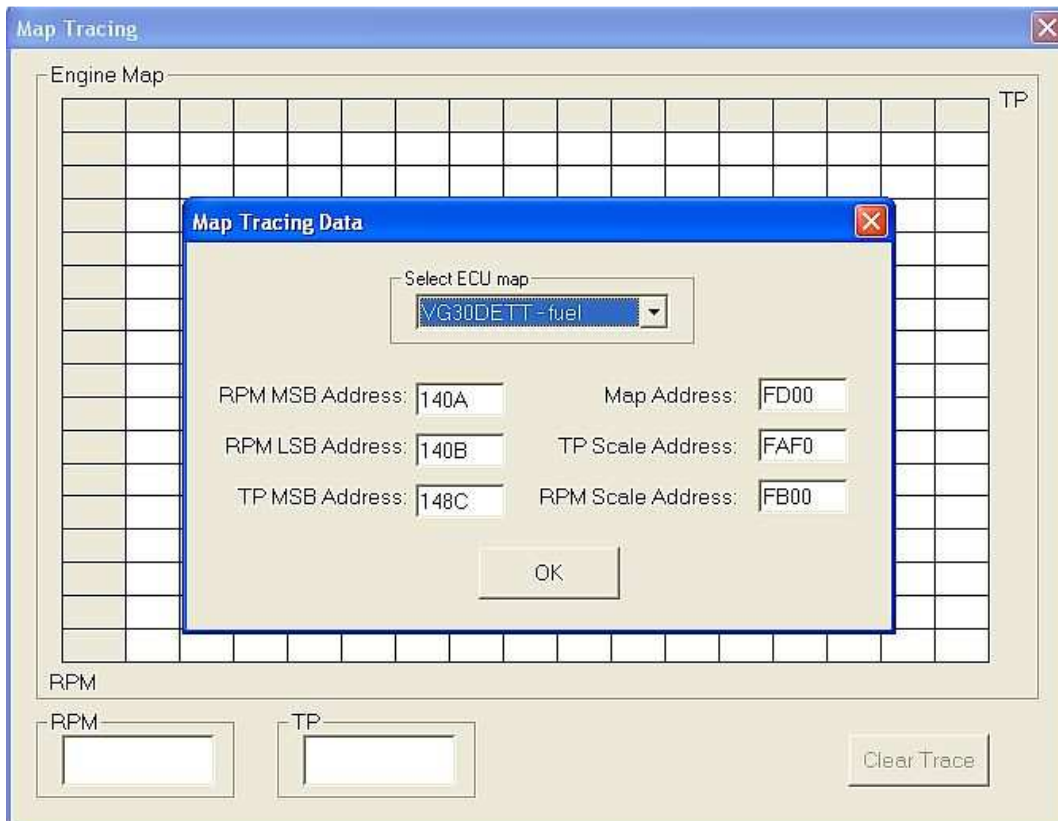 Map Tracing
Engine Map
TP
Map Tracing Data
Select ECU map
VG30DETT - fuel
RPM MSB Address: 140A Map Address: FD00
RPM LSB Address: 140B TP Scale Address: FAF0
TP MSB Address: 148C RPM Scale Address: FB00
OK
RPM
RPM TP
Clear Trace